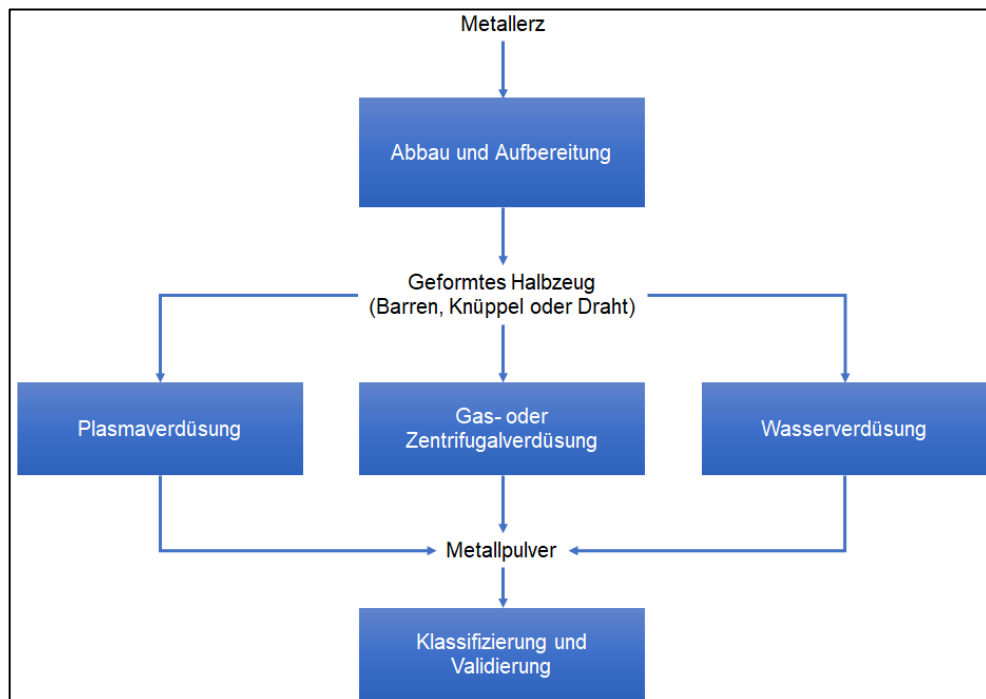 Metallerz
Abbau und Aufbereitung
Geformtes Halbzeug
(Barren, Knüppel oder Draht)
Plasmaverdüsung
Gas- oder
Zentrifugalverdüsung
Wasserverdüsung
Metallpulver
Klassifizierung und
Validierung